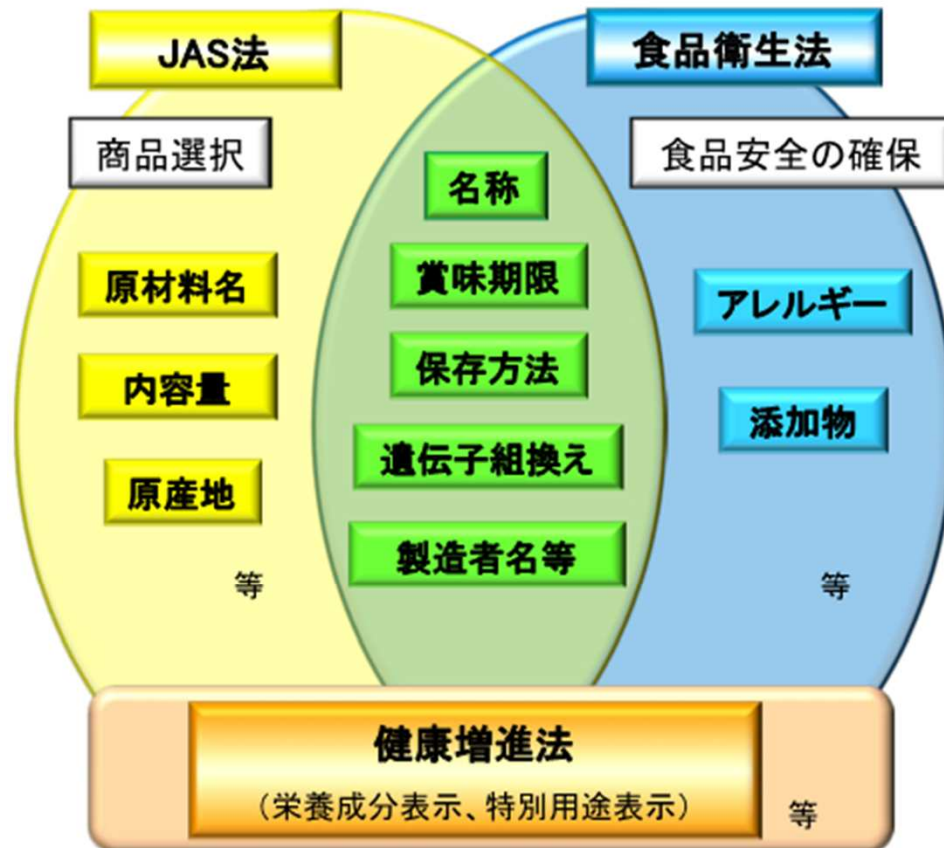 JAS法
食品衛生法
商品選択
食品安全の確保
名称
原材料名
賞味期限
アレルギー
内容量
保存方法
添加物
原産地
遺伝子組換え
製造者名等
等
等
健康増進法
（栄養成分表示、特別用途表示）
等